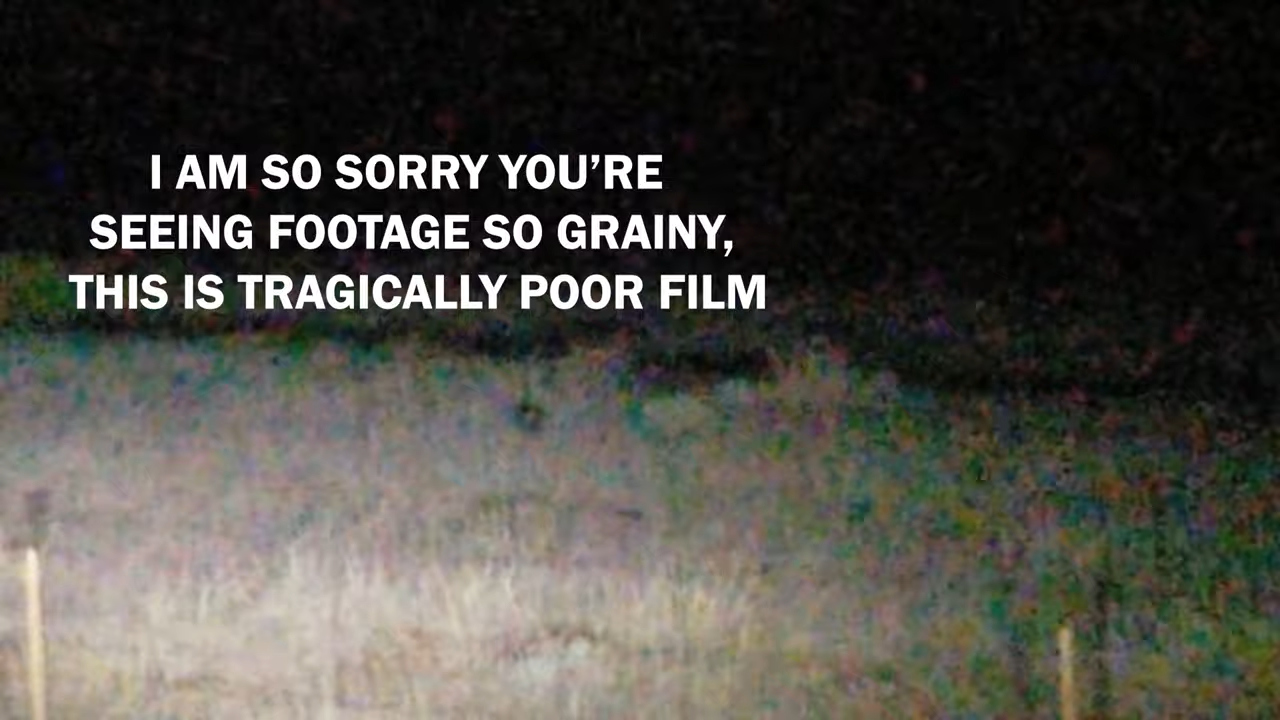 I AM SO SORRY YOU’RE
SEEING FOOTAGE SO GRAINY,
THIS IS TRAGICALLY POOR FILM